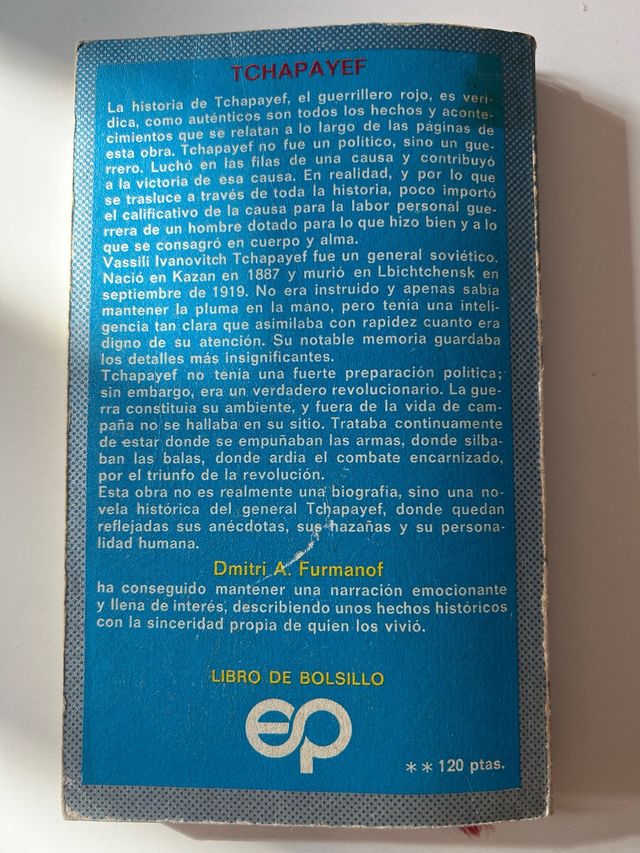 TCHAPAYEF
La historia de Tchapayef, el guerrillero rojo, es verí-
dica, como auténticos son todos los hechos y aconte-
cimientos que se relatan a lo largo de las páginas de
esta obra. Tchapayef no fue un político, sino un gue-
rrero. Luchó en las filas de una causa y contribuyó
a la victoria de esa causa. En realidad, y por lo que
se trasluce a través de toda la historia, poco importó
el calificativo de la causa para la labor personal gue-
rrera de un hombre dotado para lo que hizo bien y a lo
que se consagró en cuerpo y alma.
Vassili Ivanovitch Tchapayef fue un general soviético.
Nació en Kazan en 1887 y murió en Lbichtchensk en
septiembre de 1919. No era instruido y apenas sabía
mantener la pluma en la mano, pero tenía una inteli-
gencia tan clara que asimilaba con rapidez cuanto era
digno de su atención. Su notable memoria guardaba
los detalles más insignificantes.
Tchapayef no tenía una fuerte preparación política;
sin embargo, era un verdadero revolucionario. La gue-
rra constituía su ambiente, y fuera de la vida de cam-
paña no se hallaba en su sitio. Trataba continuamente
de estar donde se empuñaban las armas, donde silba-
ban las balas, donde ardía el combate encarnizado,
por el triunfo de la revolución.
Esta obra no es realmente una biografía, sino una no-
vela histórica del general Tchapayef, donde quedan
reflejadas sus anécdotas, sus hazañas y su persona-
lidad humana.
Dmitri A. Furmanof
ha conseguido mantener una narración emocionante
y llena de interés, describiendo unos hechos históricos
con la sinceridad propia de quien los vivió.
LIBRO DE BOLSILLO
ep
** 120 ptas.